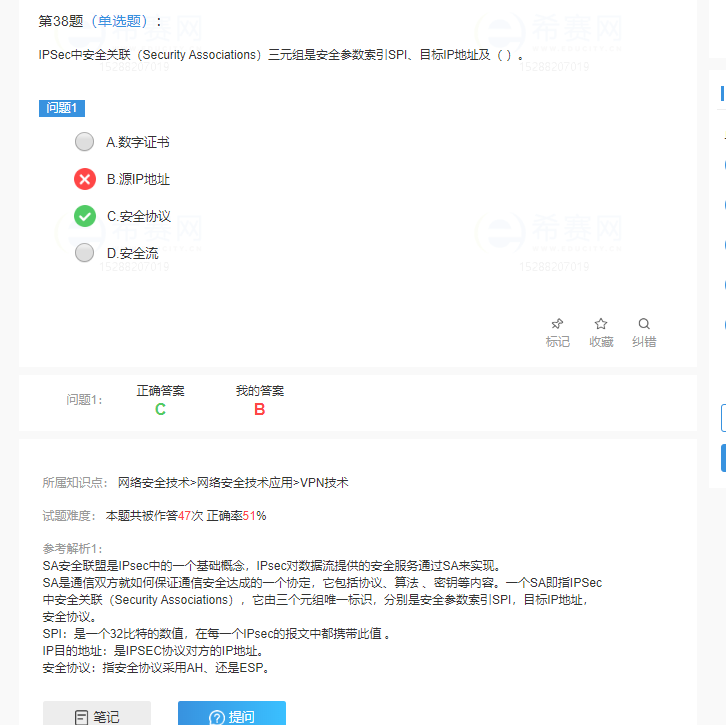 第38题（单选题）：
IPSec中安全关联（Security Associations）三元组是安全参数索引SPI、目标IP地址及（ ）。
问题1
A.数字证书
B.源IP地址
C.安全协议
D.安全流
希赛网
15288207019
希赛网
15288207019
标记 收藏 纠错
问题1： 正确答案 我的答案
C B
所属知识点： 网络安全技术>网络安全技术应用>VPN技术
试题难度： 本题共被作答47次 正确率51%
参考解析1：
SA安全联盟是IPsec中的一个基础概念，IPsec对数据流提供的安全服务通过SA来实现。
SA是通信双方就如何保证通信安全达成的一个协定，它包括协议、算法 、密钥等内容。一个SA即指IPSec
中安全关联（Security Associations），它由三个元组唯一标识，分别是安全参数索引SPI，目标IP地址，
安全协议。
SPI：是一个32比特的数值，在每一个IPsec的报文中都携带此值 。
IP目的地址：是IPSEC协议对方的IP地址。
安全协议：指安全协议采用AH、还是ESP。
笔记 提问